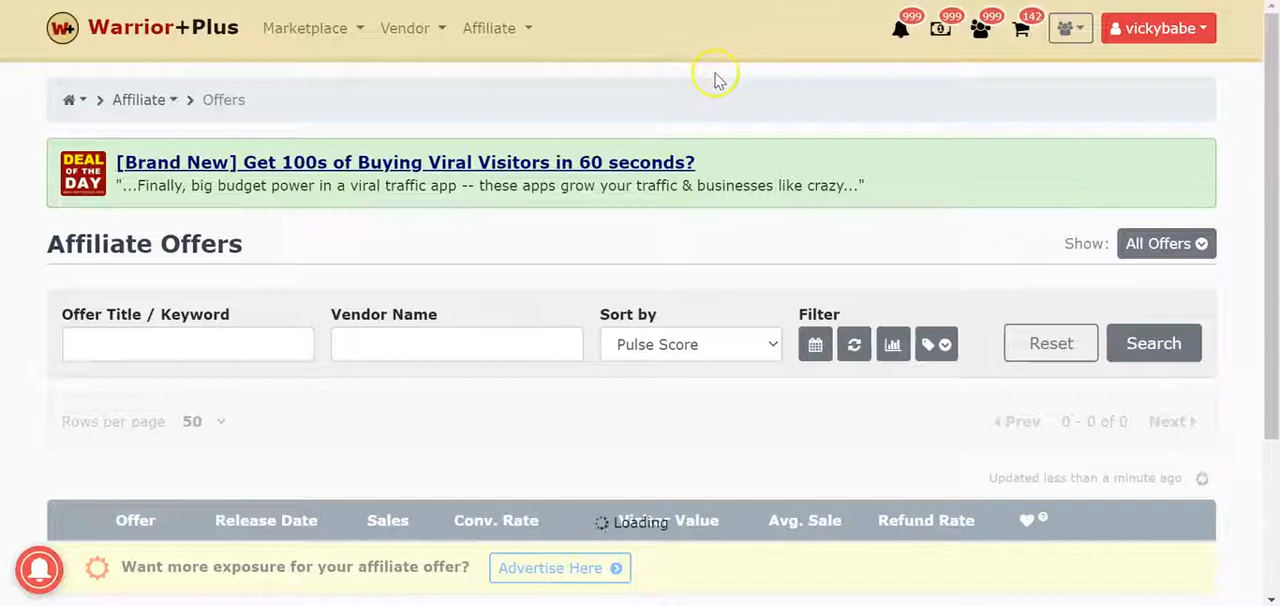 W+ Warrior+Plus Marketplace Vendor Affiliate 999 999 999 142 vickybabe
Affiliate Offers
DEAL OF THE DAY
[Brand New] Get 100s of Buying Viral Visitors in 60 seconds?
"...Finally, big budget power in a viral traffic app -- these apps grow your traffic & businesses like crazy..."
Affiliate Offers Show: All Offers
Offer Title / Keyword Vendor Name Sort by Filter
Pulse Score Reset Search
Rows per page 50 Prev 0 - 0 of 0 Next
Updated less than a minute ago
Offer Release Date Sales Conv. Rate Loading Value Avg. Sale Refund Rate
Want more exposure for your affiliate offer? Advertise Here